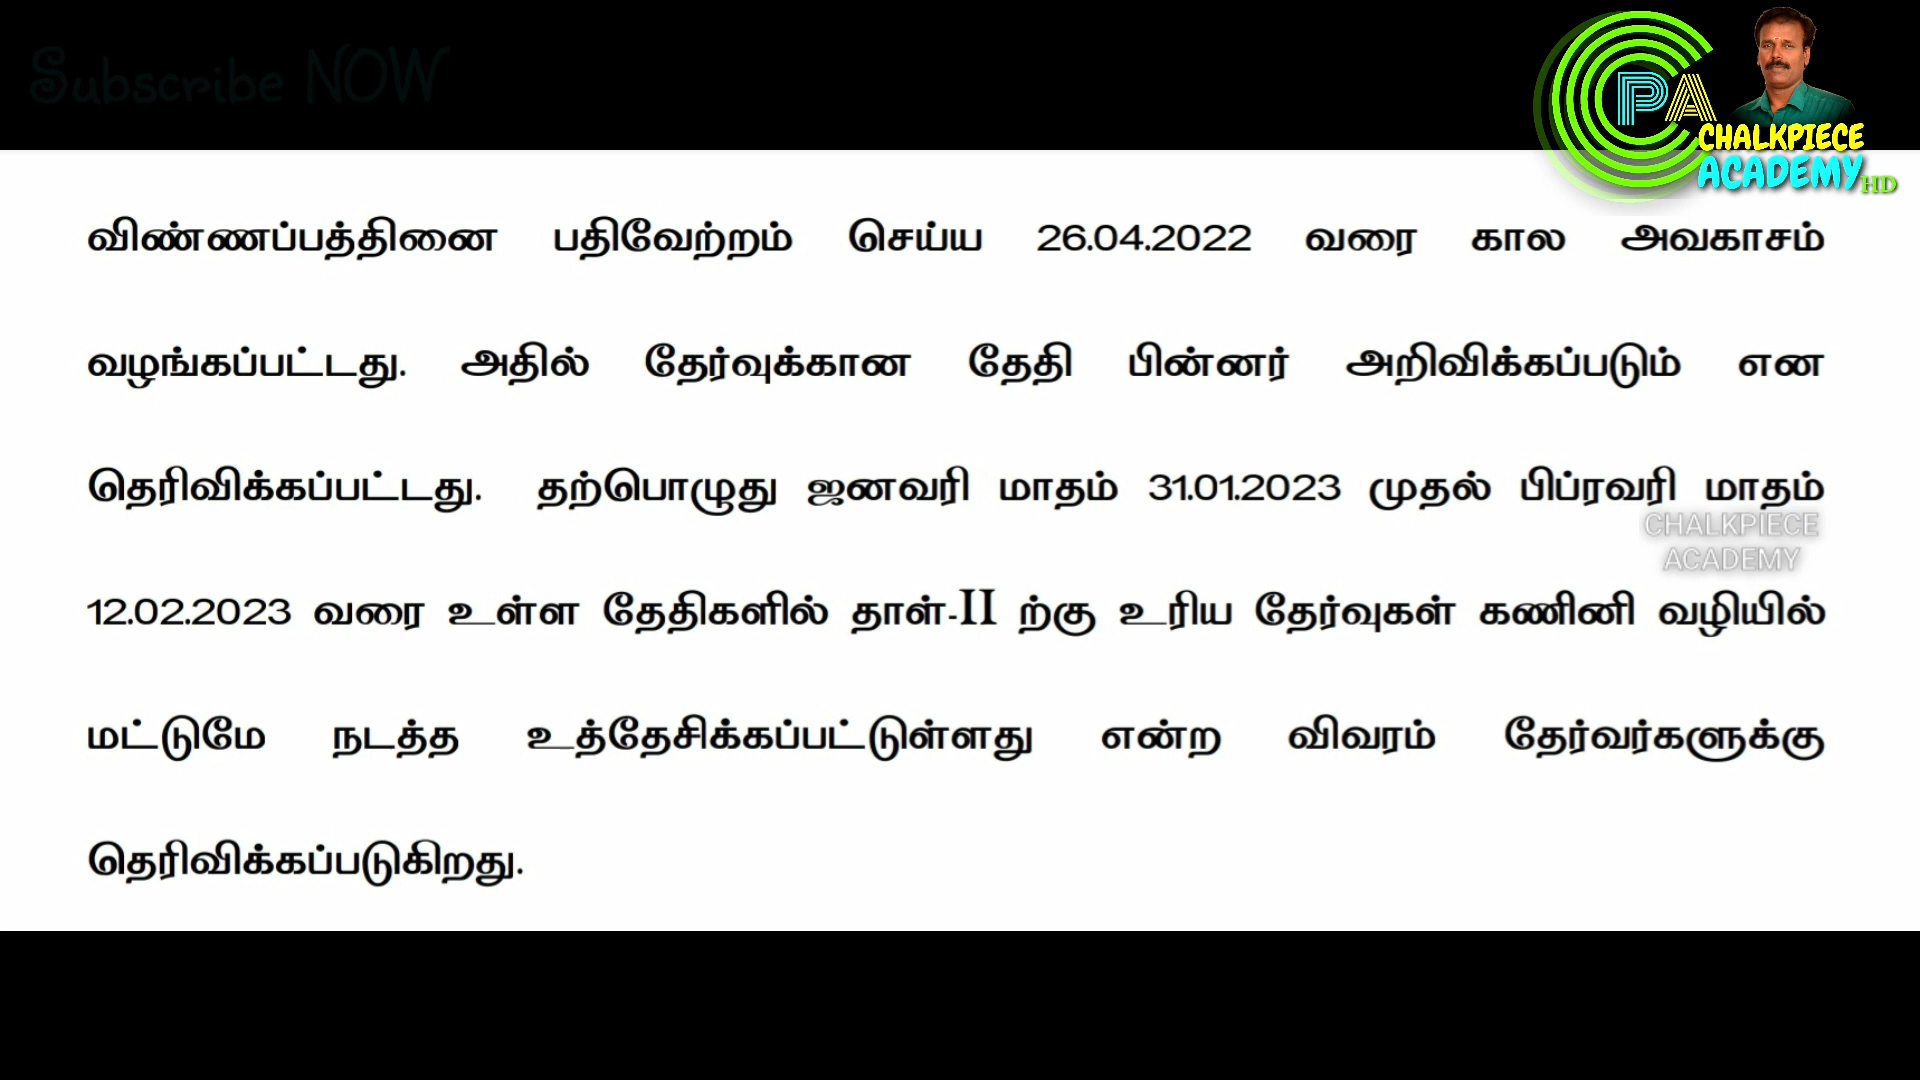 Subscribe NOW
CPA
CHALKPIECE
ACADEMY HD
விண்ணப்பத்தினை பதிவேற்றம் செய்ய 26.04.2022 வரை கால அவகாசம்
வழங்கப்பட்டது. அதில் தேர்வுக்கான தேதி பின்னர் அறிவிக்கப்படும் என
தெரிவிக்கப்பட்டது. தற்பொழுது ஜனவரி மாதம் 31.01.2023 முதல் பிப்ரவரி மாதம்
CHALKPIECE
ACADEMY
12.02.2023 வரை உள்ள தேதிகளில் தாள்-II ற்கு உரிய தேர்வுகள் கணினி வழியில்
மட்டுமே நடத்த உத்தேசிக்கப்பட்டுள்ளது என்ற விவரம் தேர்வர்களுக்கு
தெரிவிக்கப்படுகிறது.